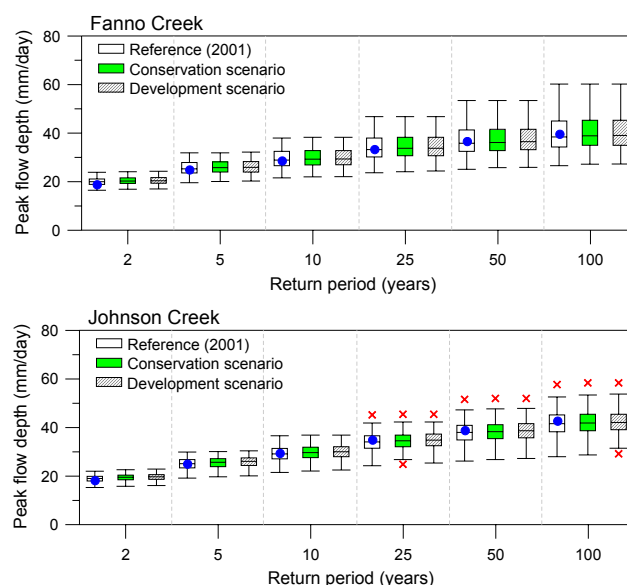 Fanno Creek
80
60
40
20
0
Peak flow depth (mm/day)
Reference (2001)
Conservation scenario
Development scenario
2 5 10 25 50 100
Return period (years)
Johnson Creek
80
60
40
20
0
Peak flow depth (mm/day)
Reference (2001)
Conservation scenario
Development scenario
2 5 10 25 50 100
Return period (years)